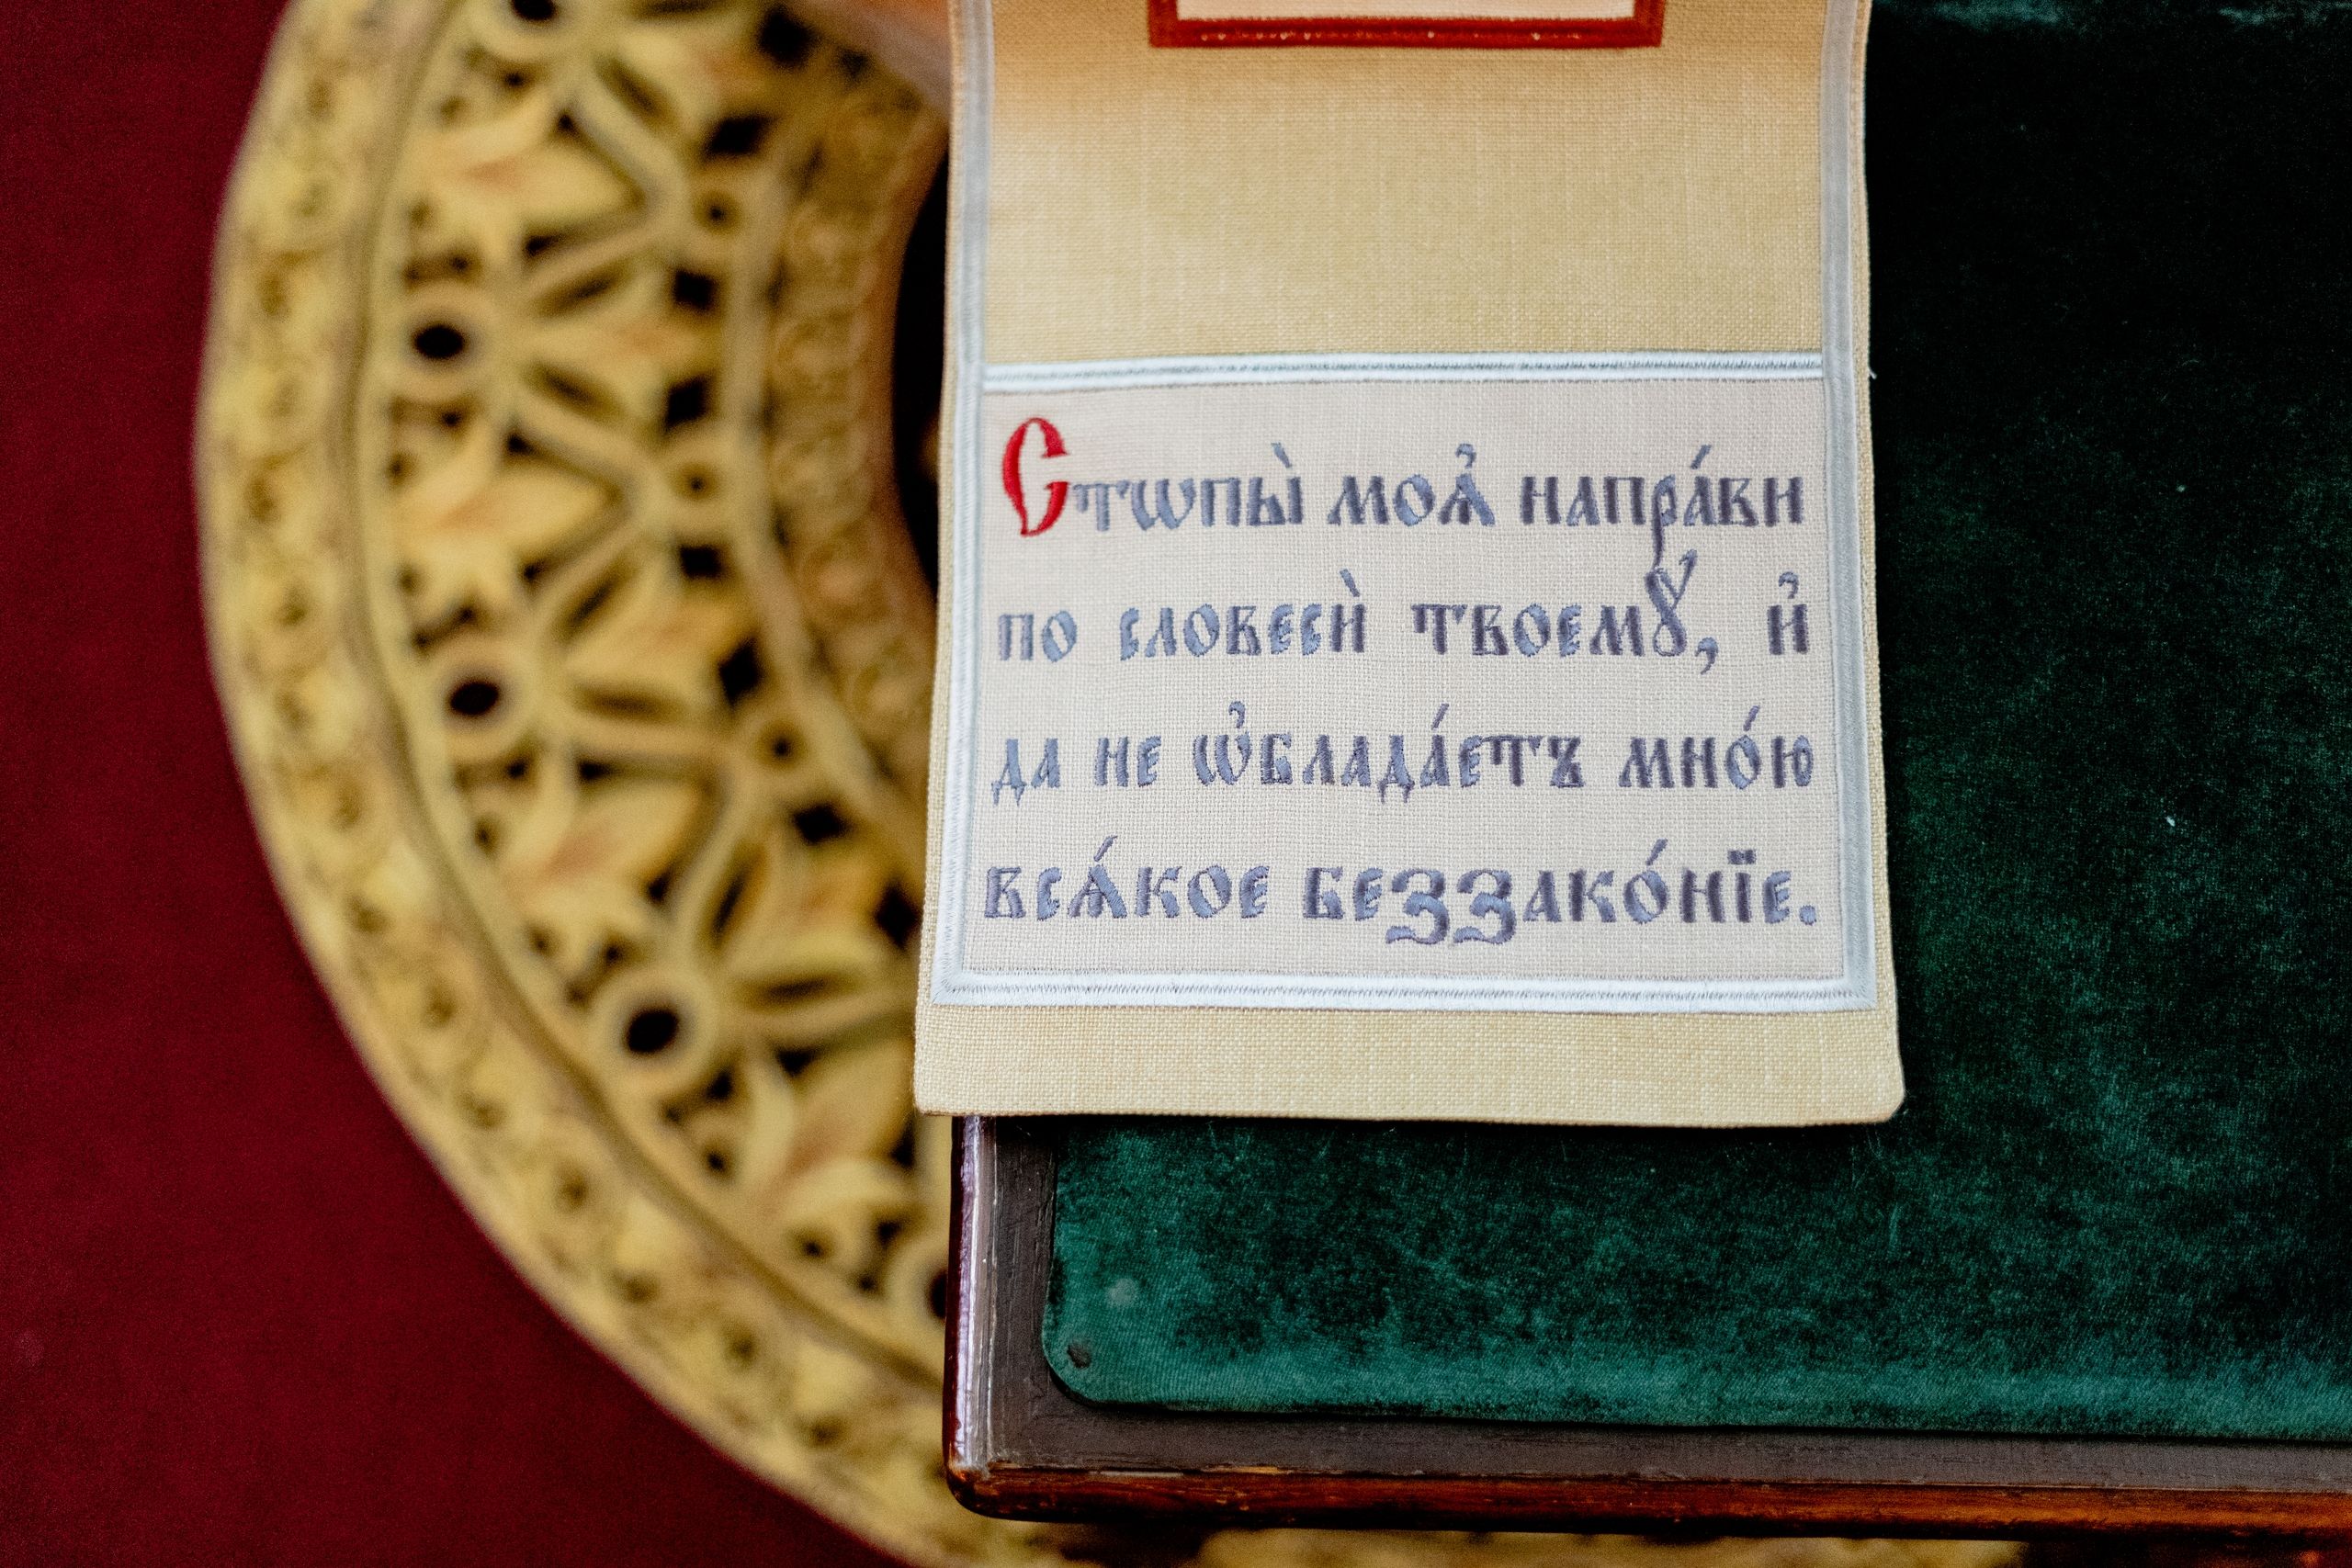 Стѡпы̀ моѧ҆̀ напра́ви
по словесѝ твоемꙋ̀, и҆
да не ѡ҆блада́етъ мно́ю
всѧ́кое беззако́нїе.